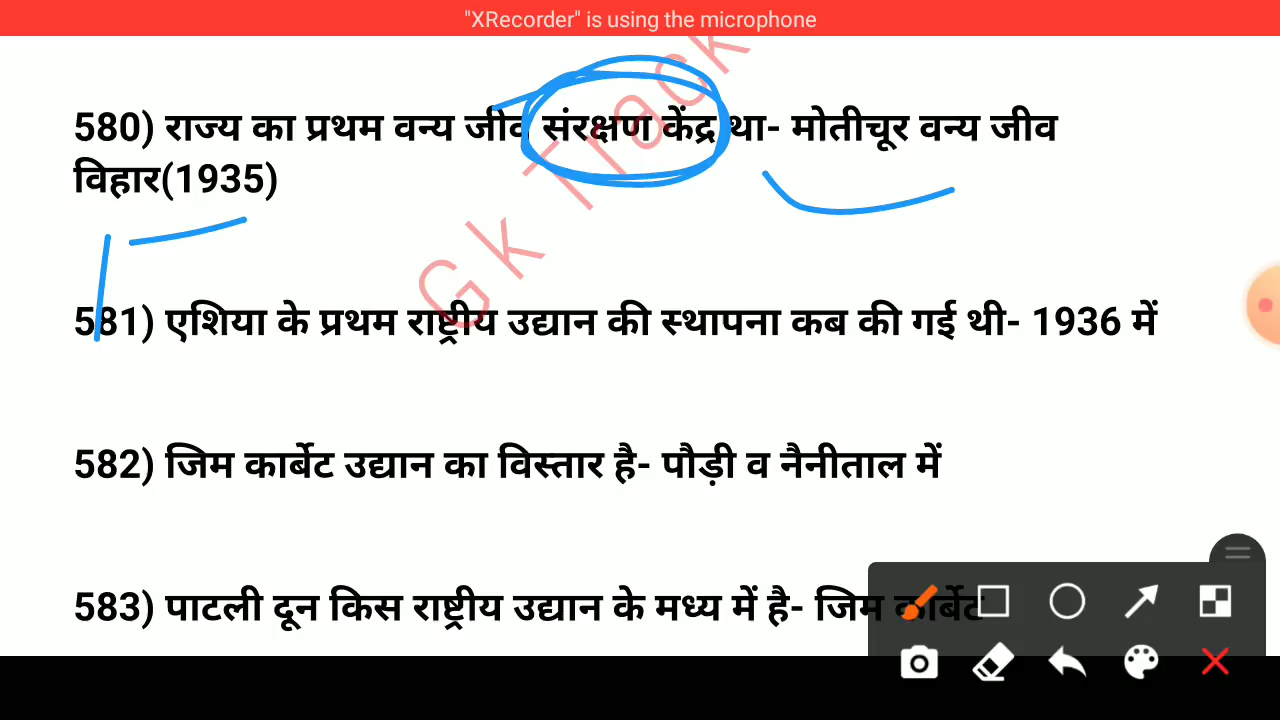 "XRecorder" is using the microphone
580) राज्य का प्रथम वन्य जीव संरक्षण केंद्र था- मोतीचूर वन्य जीव
विहार(1935)
Gk Track
581) एशिया के प्रथम राष्ट्रीय उद्यान की स्थापना कब की गई थी- 1936 में
582) जिम कार्बेट उद्यान का विस्तार है- पौड़ी व नैनीताल में
583) पाटली दून किस राष्ट्रीय उद्यान के मध्य में है- जिम कार्बेट